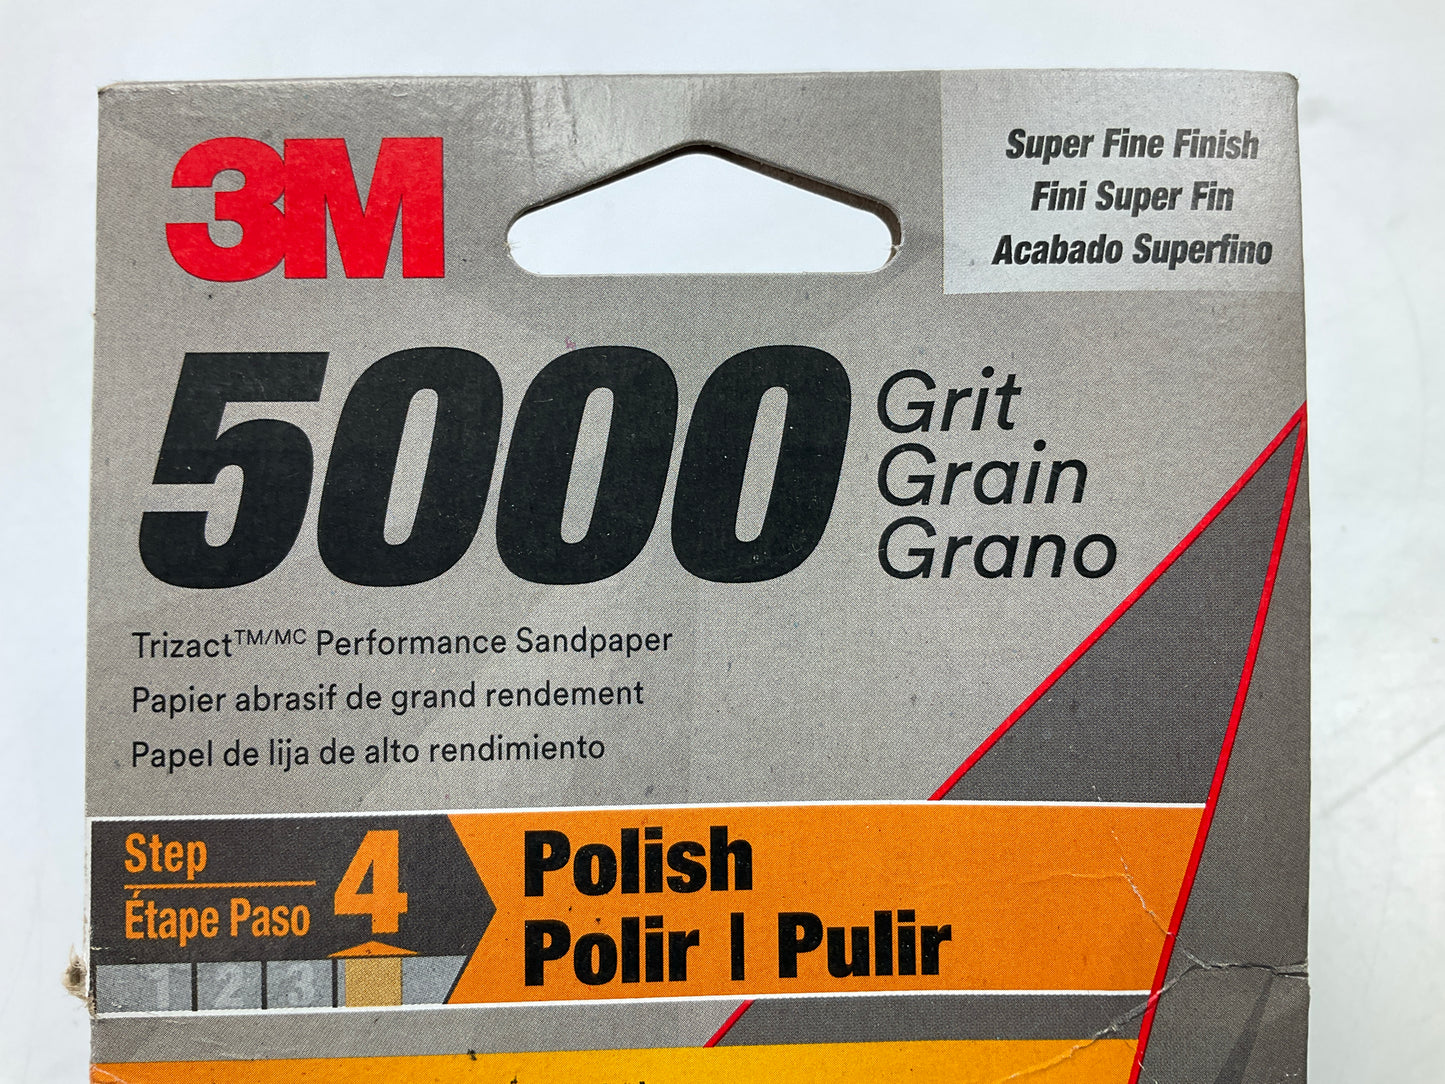 3M
Super Fine Finish
Fini Super Fin
Acabado Superfino
5000
Grit
Grain
Grano
Trizact™/MC Performance Sandpaper
Papier abrasif de grand rendement
Papel de lija de alto rendimiento
Step
Étape Paso
4
1 2 3
Polish
Polir | Pulir